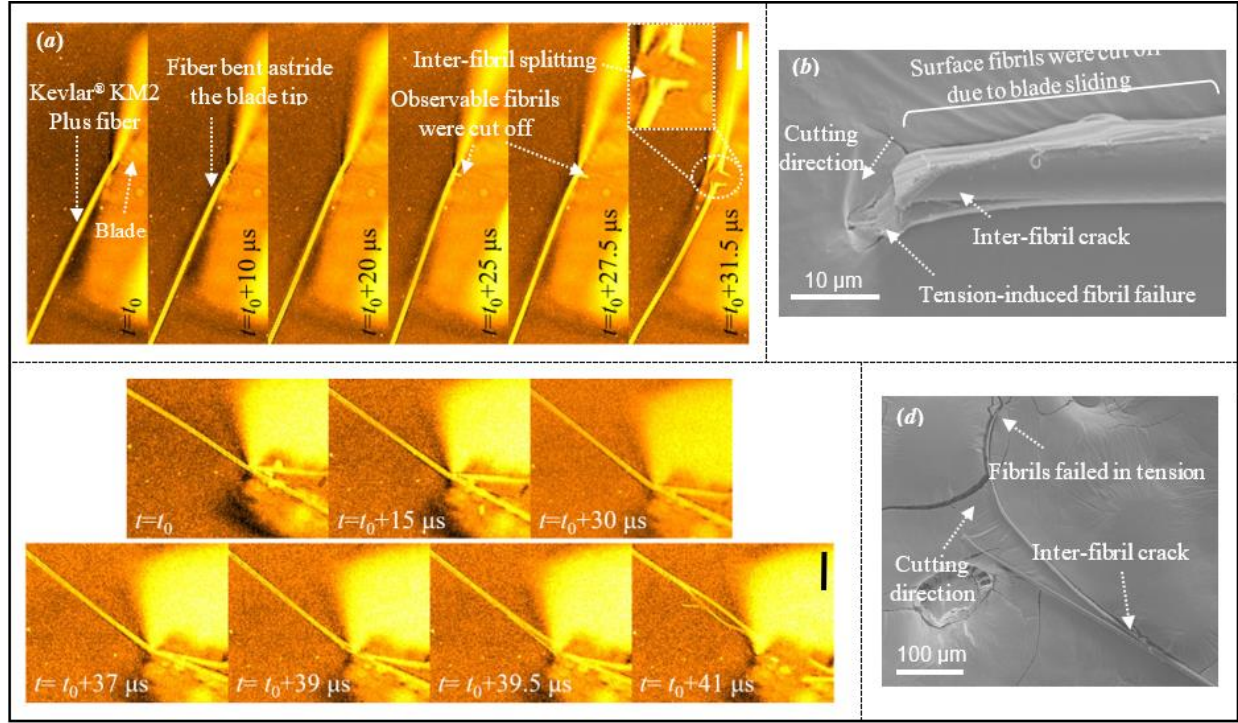 (a)
Kevlar® KM2
Plus fiber
Fiber bent astride
the blade tip
Blade
Inter-fibril splitting
Observable fibrils
were cut off
t=t0
t=t0+10 μs
t=t0+20 μs
t=t0+25 μs
t=t0+27.5 μs
t=t0+31.5 μs
(b)
Surface fibrils were cut off
due to blade sliding
Cutting
direction
Inter-fibril crack
Tension-induced fibril failure
10 μm
t=t0
t=t0+15 μs
t=t0+30 μs
t= t0+37 μs
t= t0+39 μs
t= t0+39.5 μs
t= t0+41 μs
(d)
Fibrils failed in tension
Inter-fibril crack
Cutting
direction
100 μm